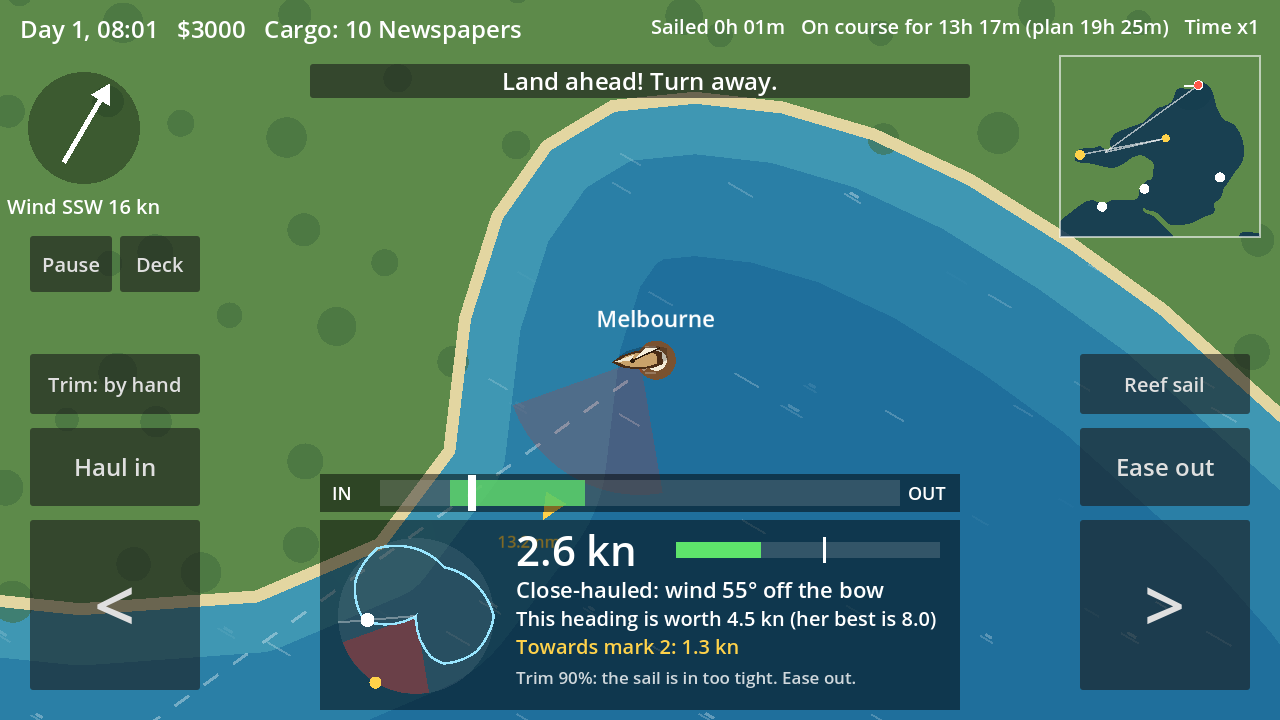 Day 1, 08:01 $3000 Cargo: 10 Newspapers
Sailed 0h 01m On course for 13h 17m (plan 19h 25m) Time x1
Land ahead! Turn away.
Wind SSW 16 kn
Pause
Deck
Melbourne
Trim: by hand
Reef sail
Haul in
Ease out
IN
OUT
13.2 nm
2.6 kn
Close-hauled: wind 55° off the bow
This heading is worth 4.5 kn (her best is 8.0)
Towards mark 2: 1.3 kn
Trim 90%: the sail is in too tight. Ease out.
<
>